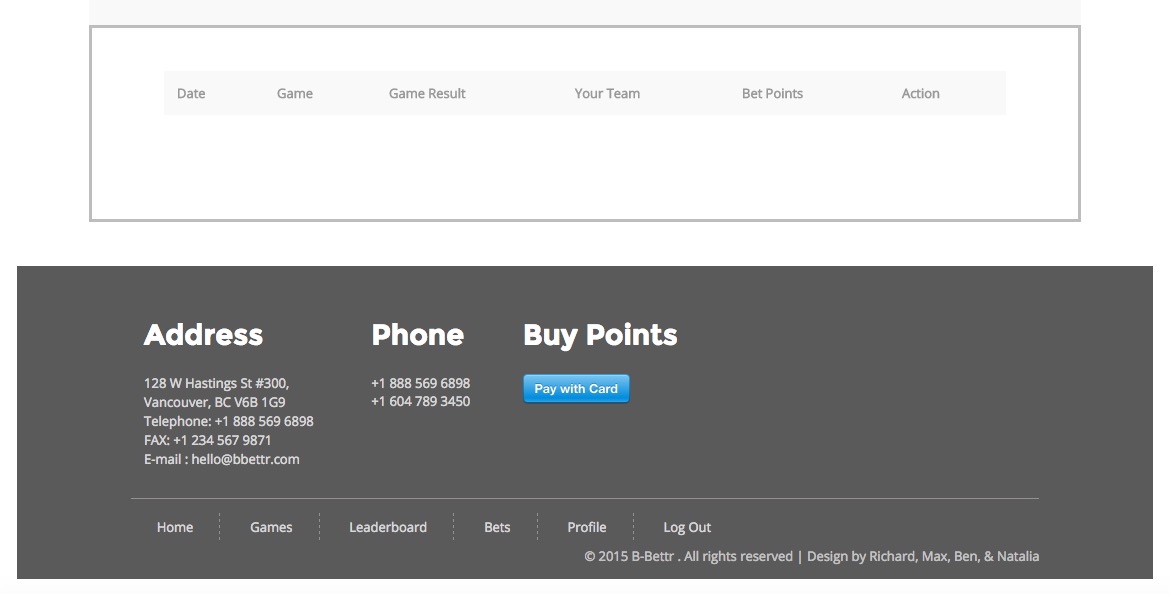 Date Game Game Result Your Team Bet Points Action
Address Phone Buy Points
128 W Hastings St #300,
Vancouver, BC V6B 1G9
Telephone: +1 888 569 6898
FAX: +1 234 567 9871
E-mail : hello@bbettr.com
+1 888 569 6898
+1 604 789 3450
Pay with Card
Home Games Leaderboard Bets Profile Log Out
© 2015 B-Bettr . All rights reserved | Design by Richard, Max, Ben, & Natalia